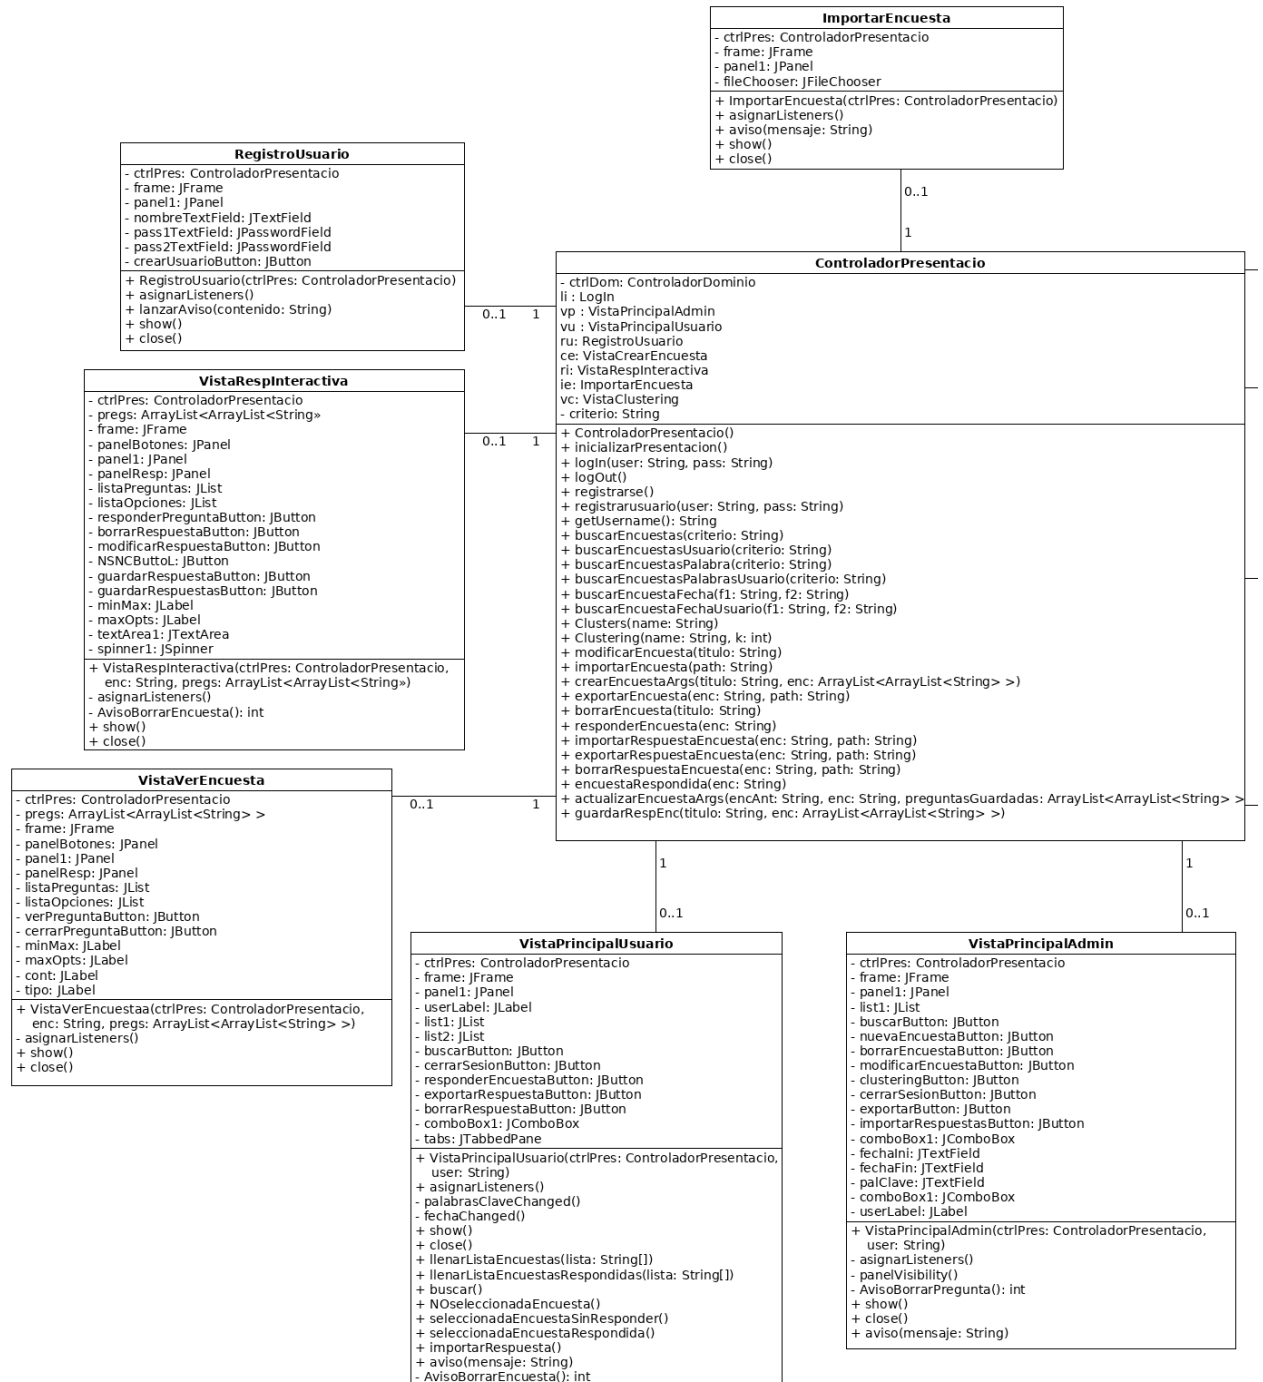 ImportarEncuesta
- ctrlPres: ControladorPresentacio
- frame: JFrame
- panel1: JPanel
- fileChooser: JFileChooser
+ ImportarEncuesta(ctrlPres: ControladorPresentacio)
+ asignarListeners()
+ aviso(mensaje: String)
+ show()
+ close()
0..1
1
RegistroUsuario
- ctrlPres: ControladorPresentacio
- frame: JFrame
- panel1: JPanel
- nombreTextField: JTextField
- pass1TextField: JPasswordField
- pass2TextField: JPasswordField
- crearUsuarioButton: JButton
+ RegistroUsuario(ctrlPres: ControladorPresentacio)
+ asignarListeners()
+ lanzarAviso(contenido: String)
+ show()
+ close()
0..1
1
VistaRespInteractiva
- ctrlPres: ControladorPresentacio
- pregs: ArrayList<ArrayList<String»
- frame: JFrame
- panelBotones: JPanel
- panel1: JPanel
- panelResp: JPanel
- listaPreguntas: JList
- listaOpciones: JList
- responderPreguntaButton: JButton
- borrarRespuestaButton: JButton
- modificarRespuestaButton: JButton
- NSNCButtoL: JButton
- guardarRespuestaButton: JButton
- guardarRespuestasButton: JButton
- minMax: JLabel
- maxOpts: JLabel
- textArea1: JTextArea
- spinner1: JSpinner
+ VistaRespInteractiva(ctrlPres: ControladorPresentacio,
enc: String, pregs: ArrayList<ArrayList<String»)
- asignarListeners()
- AvisoBorrarEncuesta(): int
+ show()
+ close()
0..1
1
ControladorPresentacio
- ctrlDom: ControladorDominio
li : LogIn
vp : VistaPrincipalAdmin
vu : VistaPrincipalUsuario
ru: RegistroUsuario
ce: VistaCrearEncuesta
ri: VistaRespInteractiva
ie: ImportarEncuesta
vc: VistaClustering
- criterio: String
+ ControladorPresentacio()
+ inicializarPresentacion()
+ logIn(user: String, pass: String)
+ logOut()
+ registrarse()
+ registrarusuario(user: String, pass: String)
+ getUsername(): String
+ buscarEncuestas(criterio: String)
+ buscarEncuestasUsuario(criterio: String)
+ buscarEncuestasPalabra(criterio: String)
+ buscarEncuestasPalabrasUsuario(criterio: String)
+ buscarEncuestaFecha(f1: String, f2: String)
+ buscarEncuestaFechaUsuario(f1: String, f2: String)
+ Clusters(name: String)
+ Clustering(name: String, k: int)
+ modificarEncuesta(titulo: String)
+ importarEncuesta(path: String)
+ crearEncuestaArgs(titulo: String, enc: ArrayList<ArrayList<String> >)
+ exportarEncuesta(enc: String, path: String)
+ borrarEncuesta(titulo: String)
+ responderEncuesta(enc: String)
+ importarRespuestaEncuesta(enc: String, path: String)
+ exportarRespuestaEncuesta(enc: String, path: String)
+ borrarRespuestaEncuesta(enc: String, path: String)
+ encuestaRespondida(enc: String)
+ actualizarEncuestaArgs(encAnt: String, enc: String, preguntasGuardadas: ArrayList<ArrayList<String> >
+ guardarRespEnc(titulo: String, enc: ArrayList<ArrayList<String> >)
VistaVerEncuesta
- ctrlPres: ControladorPresentacio
- pregs: ArrayList<ArrayList<String> >
- frame: JFrame
- panelBotones: JPanel
- panel1: JPanel
- panelResp: JPanel
- listaPreguntas: JList
- listaOpciones: JList
- verPreguntaButton: JButton
- cerrarPreguntaButton: JButton
- minMax: JLabel
- maxOpts: JLabel
- cont: JLabel
- tipo: JLabel
+ VistaVerEncuestaa(ctrlPres: ControladorPresentacio,
enc: String, pregs: ArrayList<ArrayList<String> >)
- asignarListeners()
+ show()
+ close()
0..1
1
1
0..1
1
0..1
VistaPrincipalUsuario
- ctrlPres: ControladorPresentacio
- frame: JFrame
- panel1: JPanel
- userLabel: JLabel
- list1: JList
- list2: JList
- buscarButton: JButton
- cerrarSesionButton: JButton
- responderEncuestaButton: JButton
- exportarRespuestaButton: JButton
- borrarRespuestaButton: JButton
- comboBox1: JComboBox
- tabs: JTabbedPane
+ VistaPrincipalUsuario(ctrlPres: ControladorPresentacio,
user: String)
+ asignarListeners()
- palabrasClaveChanged()
- fechaChanged()
+ show()
+ close()
+ llenarListaEncuestas(lista: String[])
+ llenarListaEncuestasRespondidas(lista: String[])
+ buscar()
+ NOseleccionadaEncuesta()
+ seleccionadaEncuestaSinResponder()
+ seleccionadaEncuestaRespondida()
+ importarRespuesta()
+ aviso(mensaje: String)
- AvisoBorrarEncuesta(): int
VistaPrincipalAdmin
- ctrlPres: ControladorPresentacio
- frame: JFrame
- panel1: JPanel
- list1: JList
- buscarButton: JButton
- nuevaEncuestaButton: JButton
- borrarEncuestaButton: JButton
- modificarEncuestaButton: JButton
- clusteringButton: JButton
- cerrarSesionButton: JButton
- exportarButton: JButton
- importarRespuestasButton: JButton
- comboBox1: JComboBox
- fechaIni: JTextField
- fechaFin: JTextField
- palClave: JTextField
- comboBox1: JComboBox
- userLabel: JLabel
+ VistaPrincipalAdmin(ctrlPres: ControladorPresentacio,
user: String)
- asignarListeners()
- panelVisibility()
- AvisoBorrarPregunta(): int
+ show()
+ close()
+ aviso(mensaje: String)